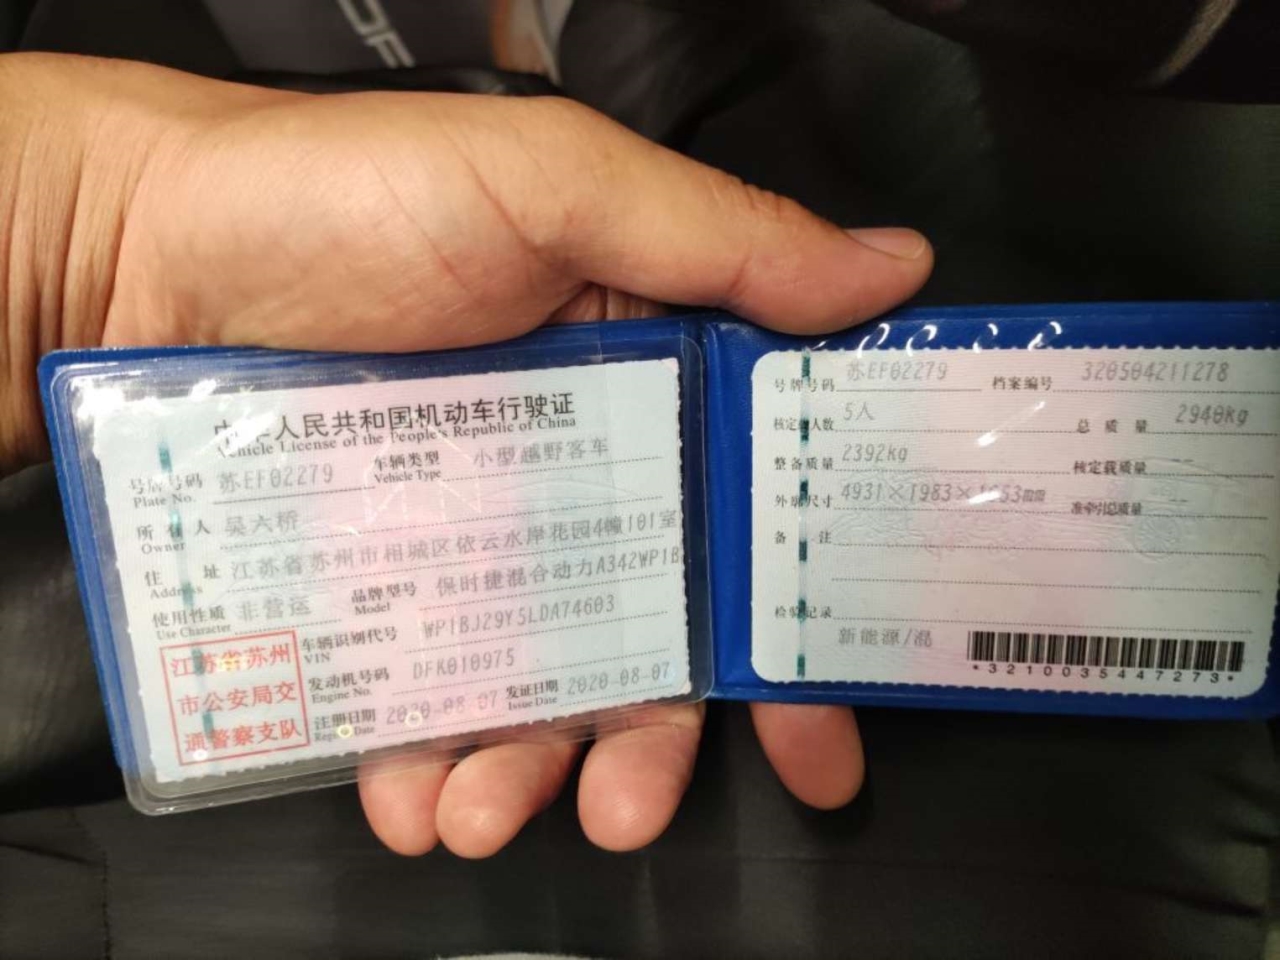 中华人民共和国机动车行驶证
Vehicle License of the People's Republic of China
号牌号码 苏EF02279 车辆类型 小型越野客车
Plate No. Vehicle Type
所有人 吴六桥
Owner
住址 江苏省苏州市相城区依云水岸花园4幢101室
Address
使用性质 非营运 品牌型号 保时捷混合动力A342WP1B
Use Character Model
车辆识别代号 WP1BJ29Y5LDA74603
VIN
发动机号码 DFK010975
Engine No.
注册日期 2020-08-07 发证日期 2020-08-07
Register Date Issue Date
江苏省苏州
市公安局交
通警察支队
号牌号码 苏EF02279 档案编号 320504211278
核定载人数 5人 总质量 2940kg
整备质量 2392kg 核定载质量 --
外廓尺寸 4931×1983× 准牵引总质量 --
备注
检验记录
新能源/混
*3210035447273*